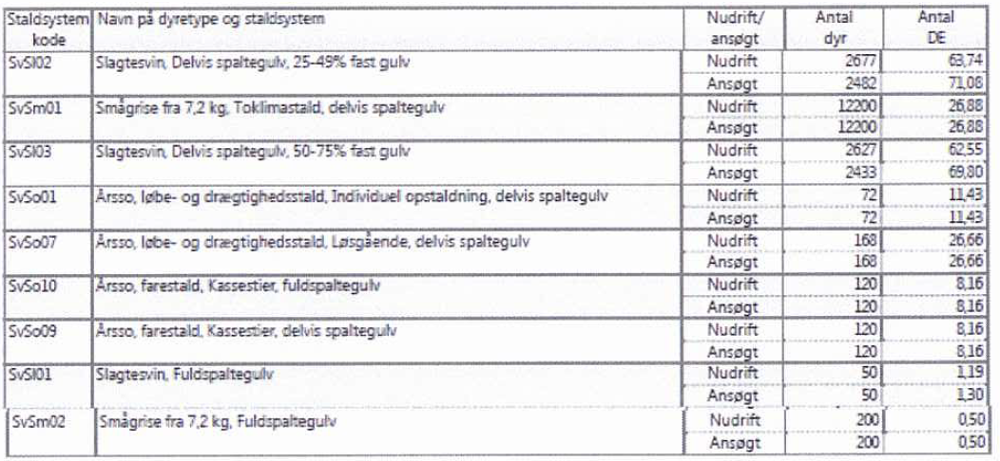 Staldsystem Navn på dyretype og staldsystem Nudrift/ Antal Antal
kode ansøgt dyr DE
SvSl02 Slagtesvin, Delvis spaltegulv, 25-49% fast gulv Nudrift 2677 63,74
Ansøgt 2482 71,08
SvSm01 Smågrise fra 7,2 kg, Toklimastald, delvis spaltegulv Nudrift 12200 26,88
Ansøgt 12200 26,88
SvSl03 Slagtesvin, Delvis spaltegulv, 50-75% fast gulv Nudrift 2627 62,55
Ansøgt 2433 69,80
SvSo01 Årsso, løbe- og drægtighedsstald, Individuel opstaldning, delvis spaltegulv Nudrift 72 11,43
Ansøgt 72 11,43
SvSo07 Årsso, løbe- og drægtighedsstald, Løsgående, delvis spaltegulv Nudrift 168 26,66
Ansøgt 168 26,66
SvSo10 Årsso, farestald, Kassestier, fuldspaltegulv Nudrift 120 8,16
Ansøgt 120 8,16
SvSo09 Årsso, farestald, Kassestier, delvis spaltegulv Nudrift 120 8,16
Ansøgt 120 8,16
SvSl01 Slagtesvin, Fuldspaltegulv Nudrift 50 1,19
Ansøgt 50 1,30
SvSm02 Smågrise fra 7,2 kg, Fuldspaltegulv Nudrift 200 0,50
Ansøgt 200 0,50